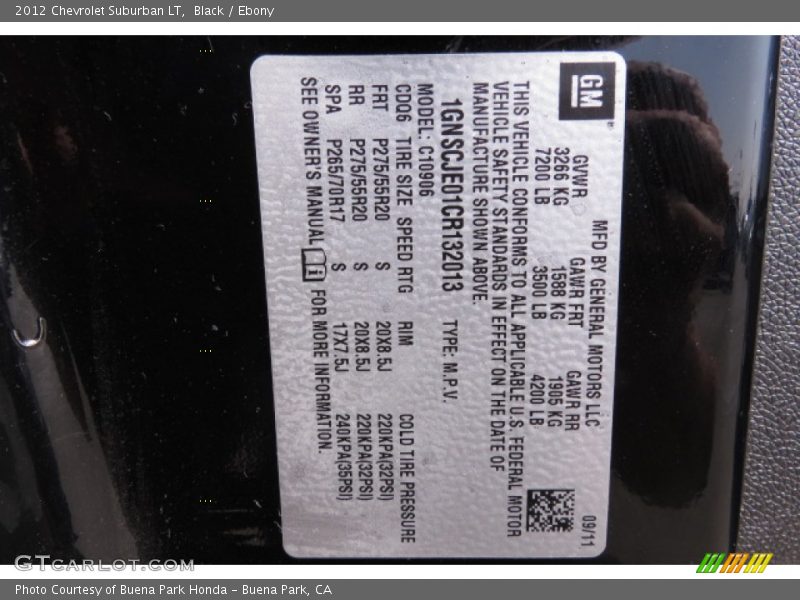 2012 Chevrolet Suburban LT, Black / Ebony
GM
MFD BY GENERAL MOTORS LLC 09/11
GVWR GAWR FRT GAWR RR
3266 KG 1588 KG 1905 KG
7200 LB 3500 LB 4200 LB
THIS VEHICLE CONFORMS TO ALL APPLICABLE U.S. FEDERAL MOTOR
VEHICLE SAFETY STANDARDS IN EFFECT ON THE DATE OF
MANUFACTURE SHOWN ABOVE.
1GNSCJE01CR132013 TYPE: M.P.V.
MODEL: C10906
CDQ6 TIRE SIZE SPEED RTG RIM COLD TIRE PRESSURE
FRT P275/55R20 S 20X8.5J 220KPA(32PSI)
RR P275/55R20 S 20X8.5J 220KPA(32PSI)
SPA P265/70R17 S 17X7.5J 240KPA(35PSI)
SEE OWNER'S MANUAL i FOR MORE INFORMATION.
GTCARLOT.COM
Photo Courtesy of Buena Park Honda - Buena Park, CA